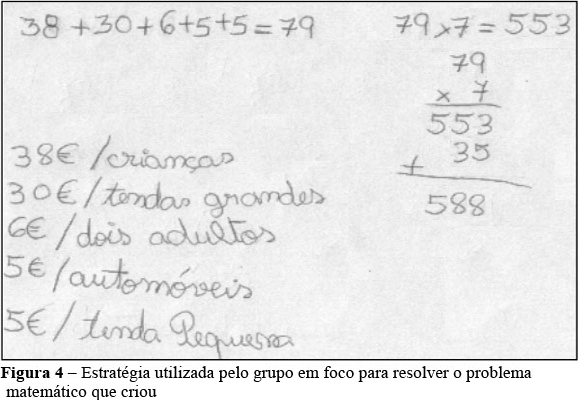 38 + 30 + 6 + 5 + 5 = 79
79 x 7 = 553
79
x 7
553
+ 35
588
38€ / crianças
30€ / tendas grandes
6€ / dois adultos
5€ / automóveis
5€ / tenda Pequena
Figura 4 – Estratégia utilizada pelo grupo em foco para resolver o problema
matemático que criou